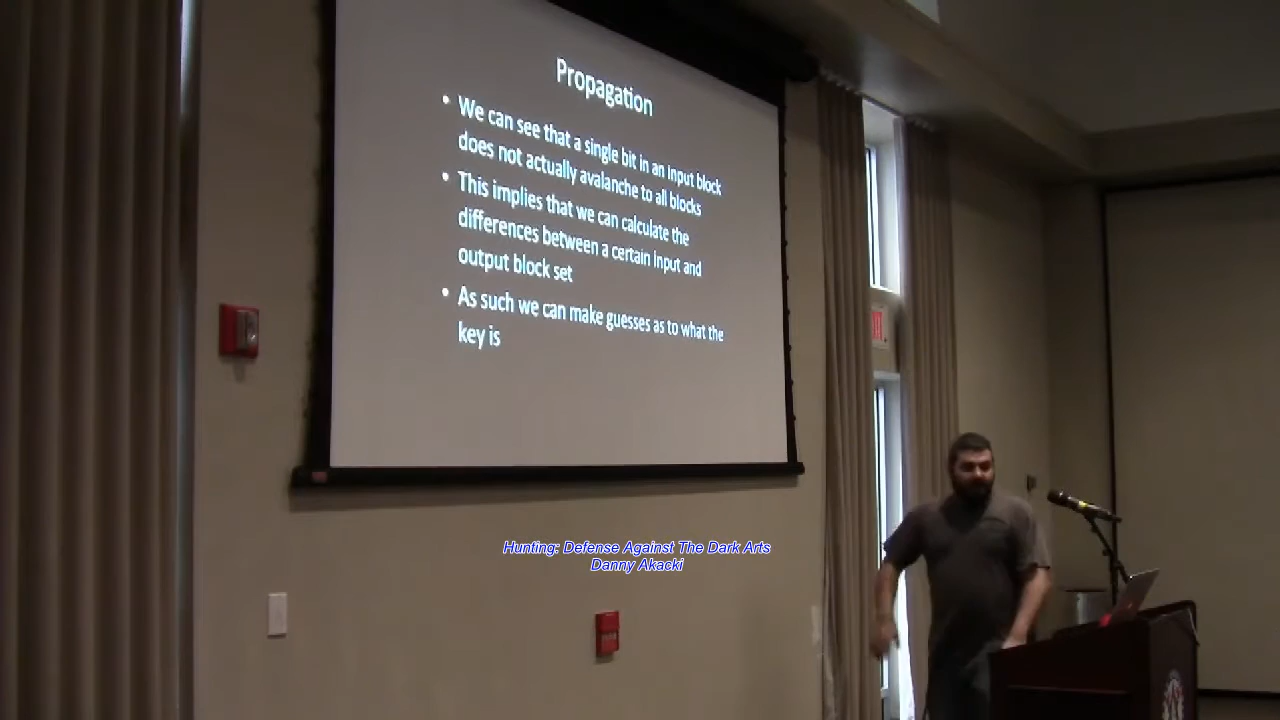 Propagation
• We can see that a single bit in an input block
does not actually avalanche to all blocks
• This implies that we can calculate the
differences between a certain input and
output block set
• As such we can make guesses as to what the
key is
Hunting: Defense Against The Dark Arts
Danny Akacki